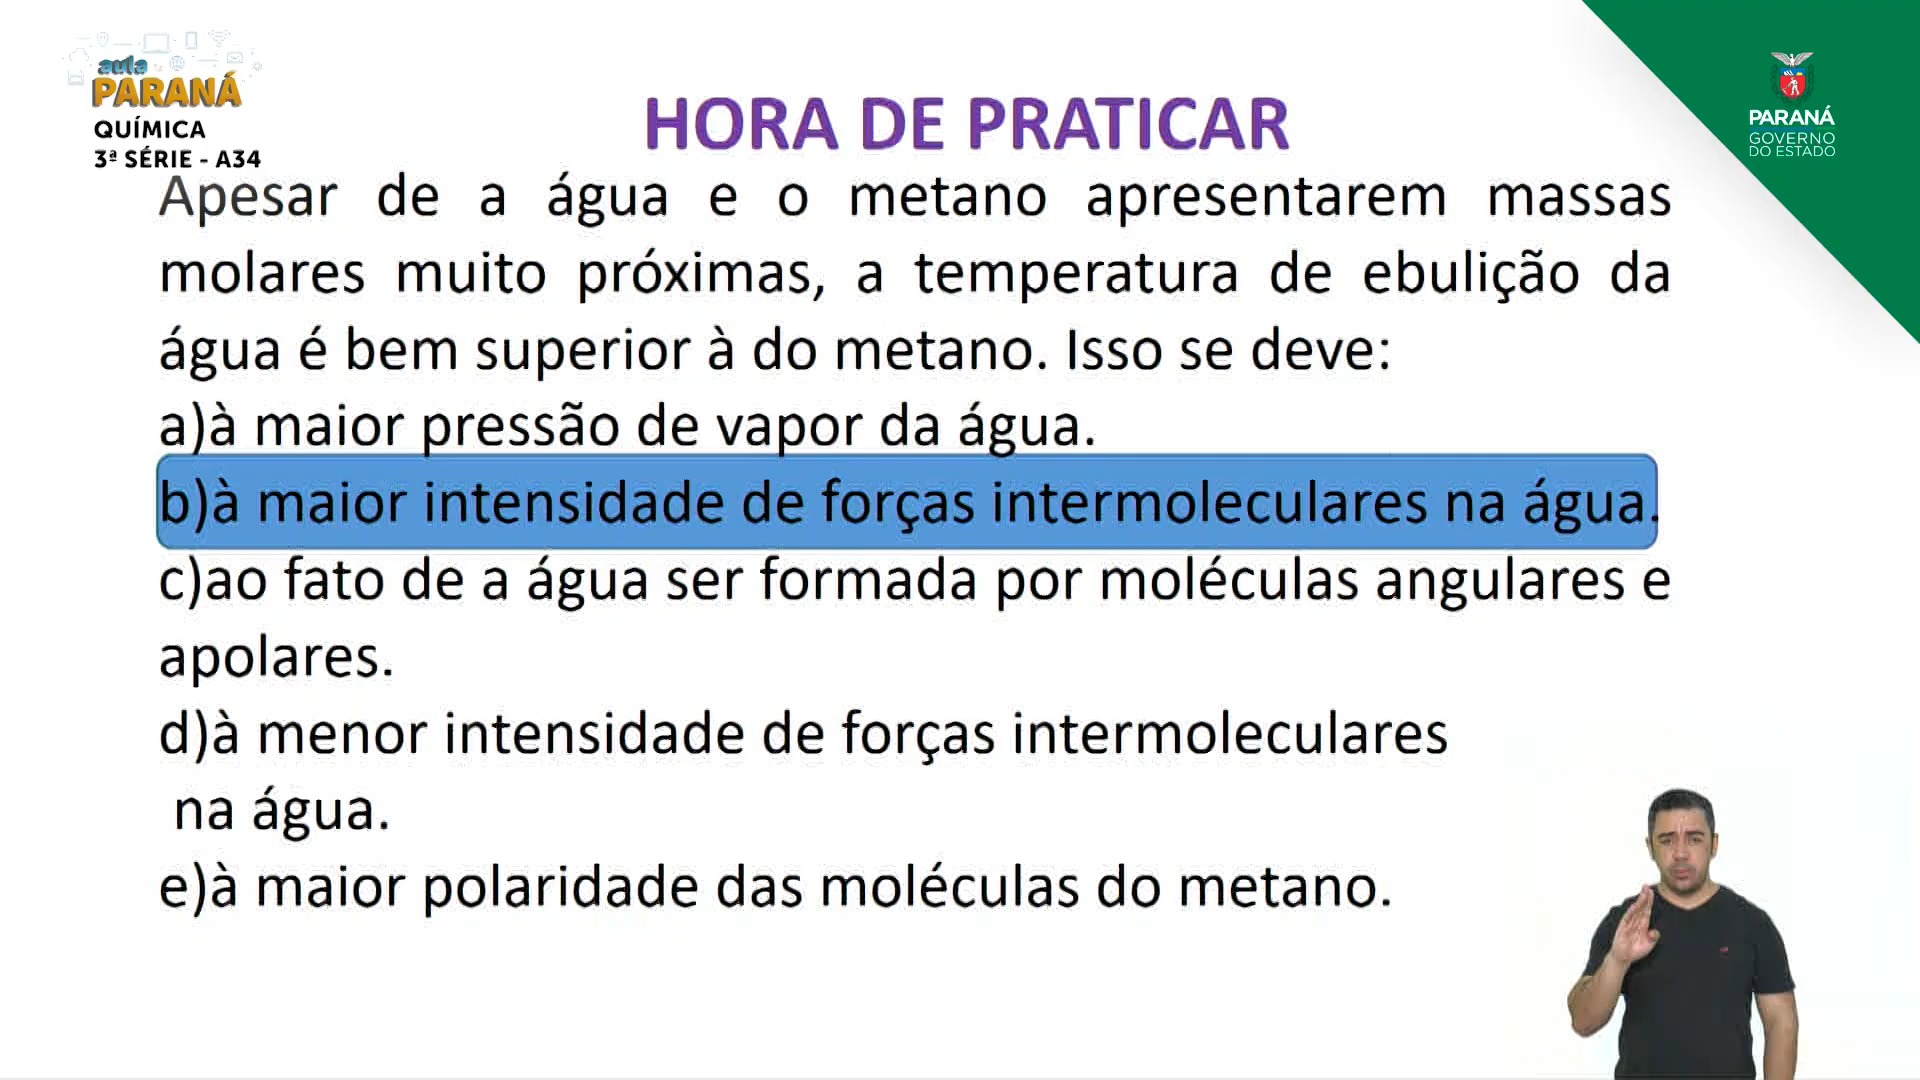 aula
PARANÁ
QUÍMICA
3ª SÉRIE - A34
HORA DE PRATICAR
PARANÁ
GOVERNO
DO ESTADO
Apesar de a água e o metano apresentarem massas
molares muito próximas, a temperatura de ebulição da
água é bem superior à do metano. Isso se deve:
a)à maior pressão de vapor da água.
b)à maior intensidade de forças intermoleculares na água.
c)ao fato de a água ser formada por moléculas angulares e
apolares.
d)à menor intensidade de forças intermoleculares
na água.
e)à maior polaridade das moléculas do metano.